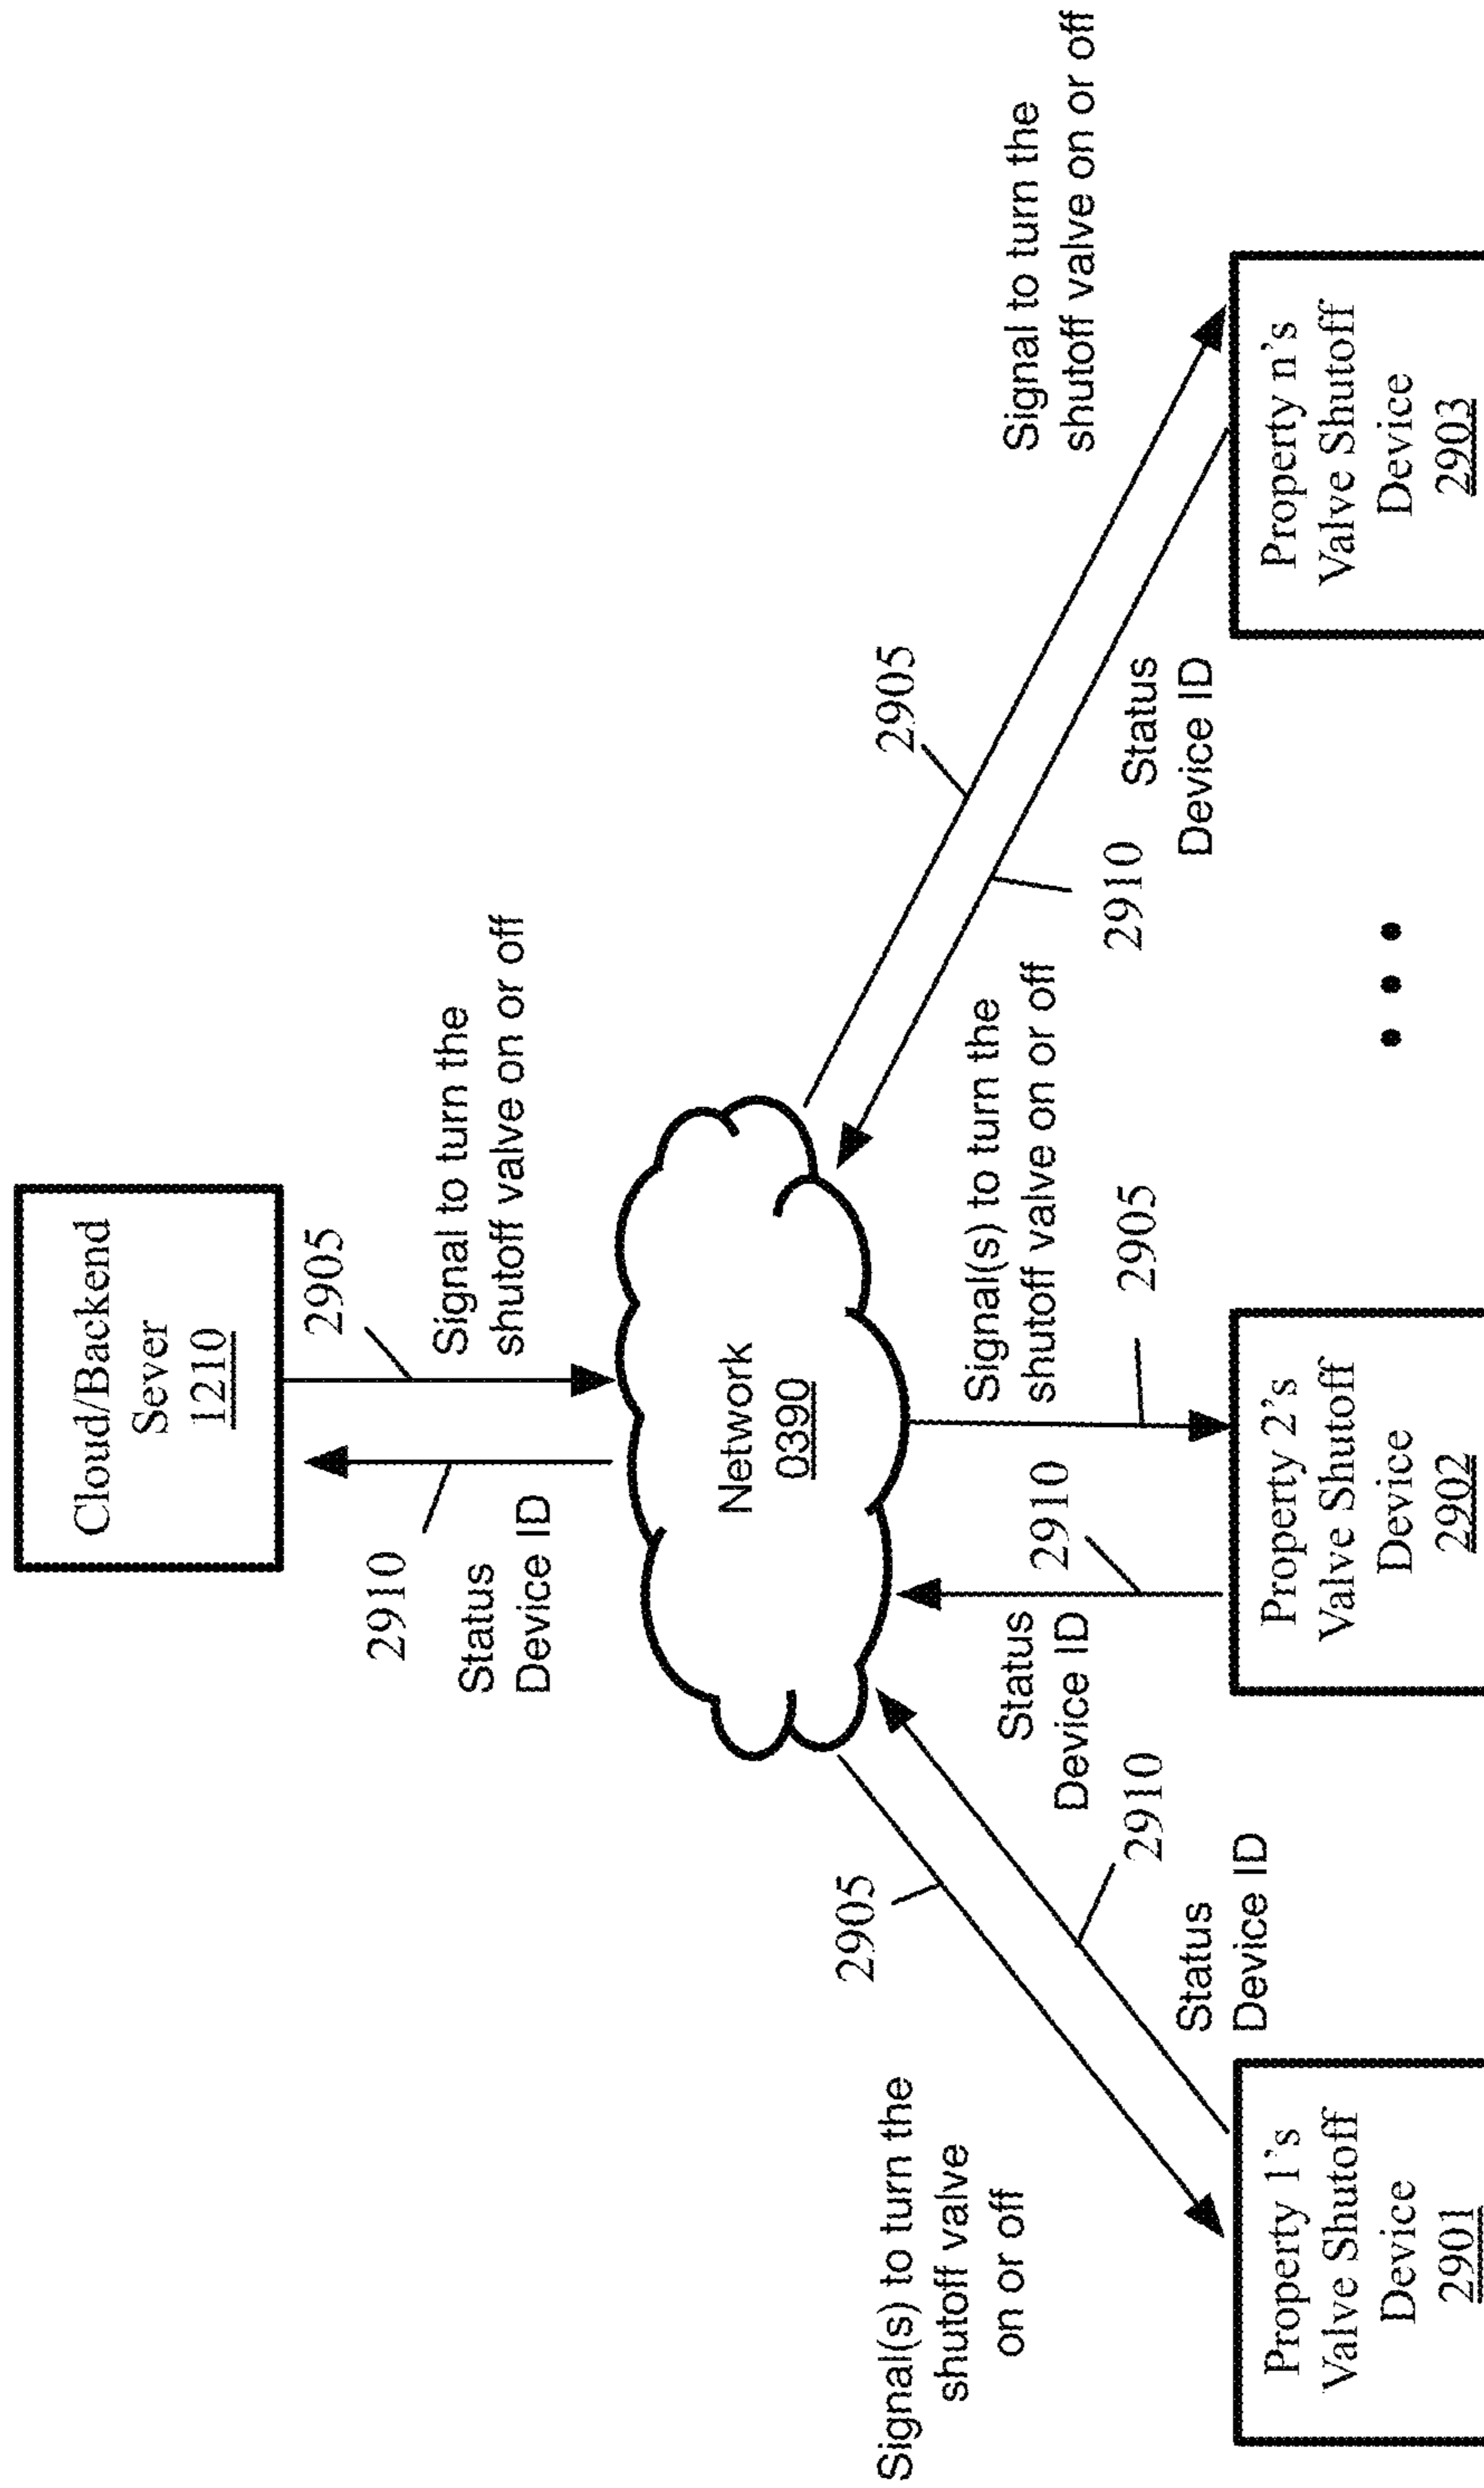 Cloud/Backend
Sever
1210
2910
2905
Status
Device ID
Signal to turn the
shutoff valve on or off
Network
0390
2905
Signal(s) to turn the
shutoff valve
on or off
2910
Status
Device ID
Status
Device ID
2910
Signal(s) to turn the
shutoff valve on or off
2905
2905
Signal to turn the
shutoff valve on or off
2910
Status
Device ID
Property 1's
Valve Shutoff
Device
2901
Property 2's
Valve Shutoff
Device
2902
• • •
Property n's
Valve Shutoff
Device
2903